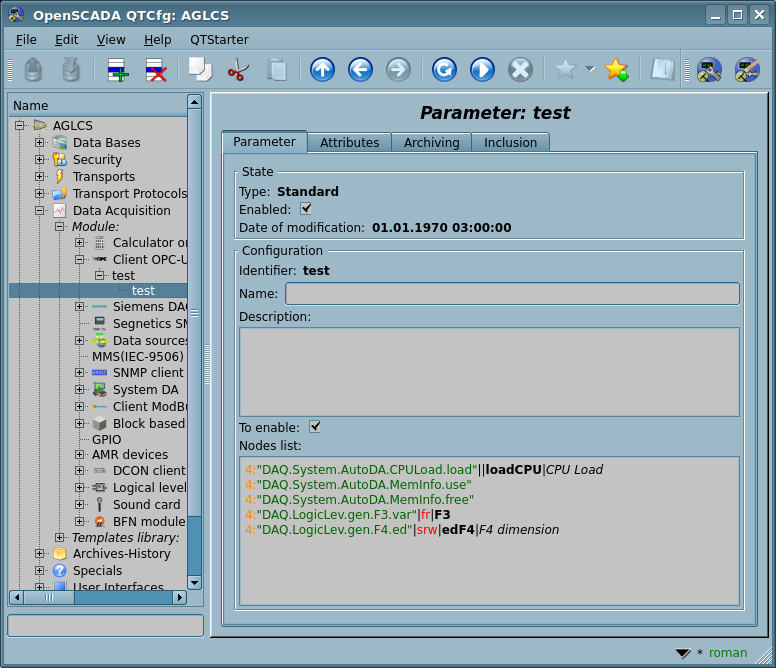 OpenSCADA QTCfg: AGLCS
File Edit View Help QTStarter
Name
AGLCS
Data Bases
Security
Transports
Transport Protocols
Data Acquisition
Module:
Calculator o
Client OPC-U
test
test
Siemens DA
Segnetics S
Data sources
MMS(IEC-9506)
SNMP client
System DA
Client ModB
Block based
GPIO
AMR devices
DCON client
Logical level
Sound card
BFN module
Templates library:
Archives-History
Specials
User Interfaces
Parameter: test
Parameter Attributes Archiving Inclusion
State
Type: Standard
Enabled:
Date of modification: 01.01.1970 03:00:00
Configuration
Identifier: test
Name:
Description:
To enable:
Nodes list:
4:"DAQ.System.AutoDA.CPULoad.load"||loadCPU|CPU Load
4:"DAQ.System.AutoDA.MemInfo.use"
4:"DAQ.System.AutoDA.MemInfo.free"
4:"DAQ.LogicLev.gen.F3.var"|fr|F3
4:"DAQ.LogicLev.gen.F4.ed"|srw|edF4|F4 dimension
* roman